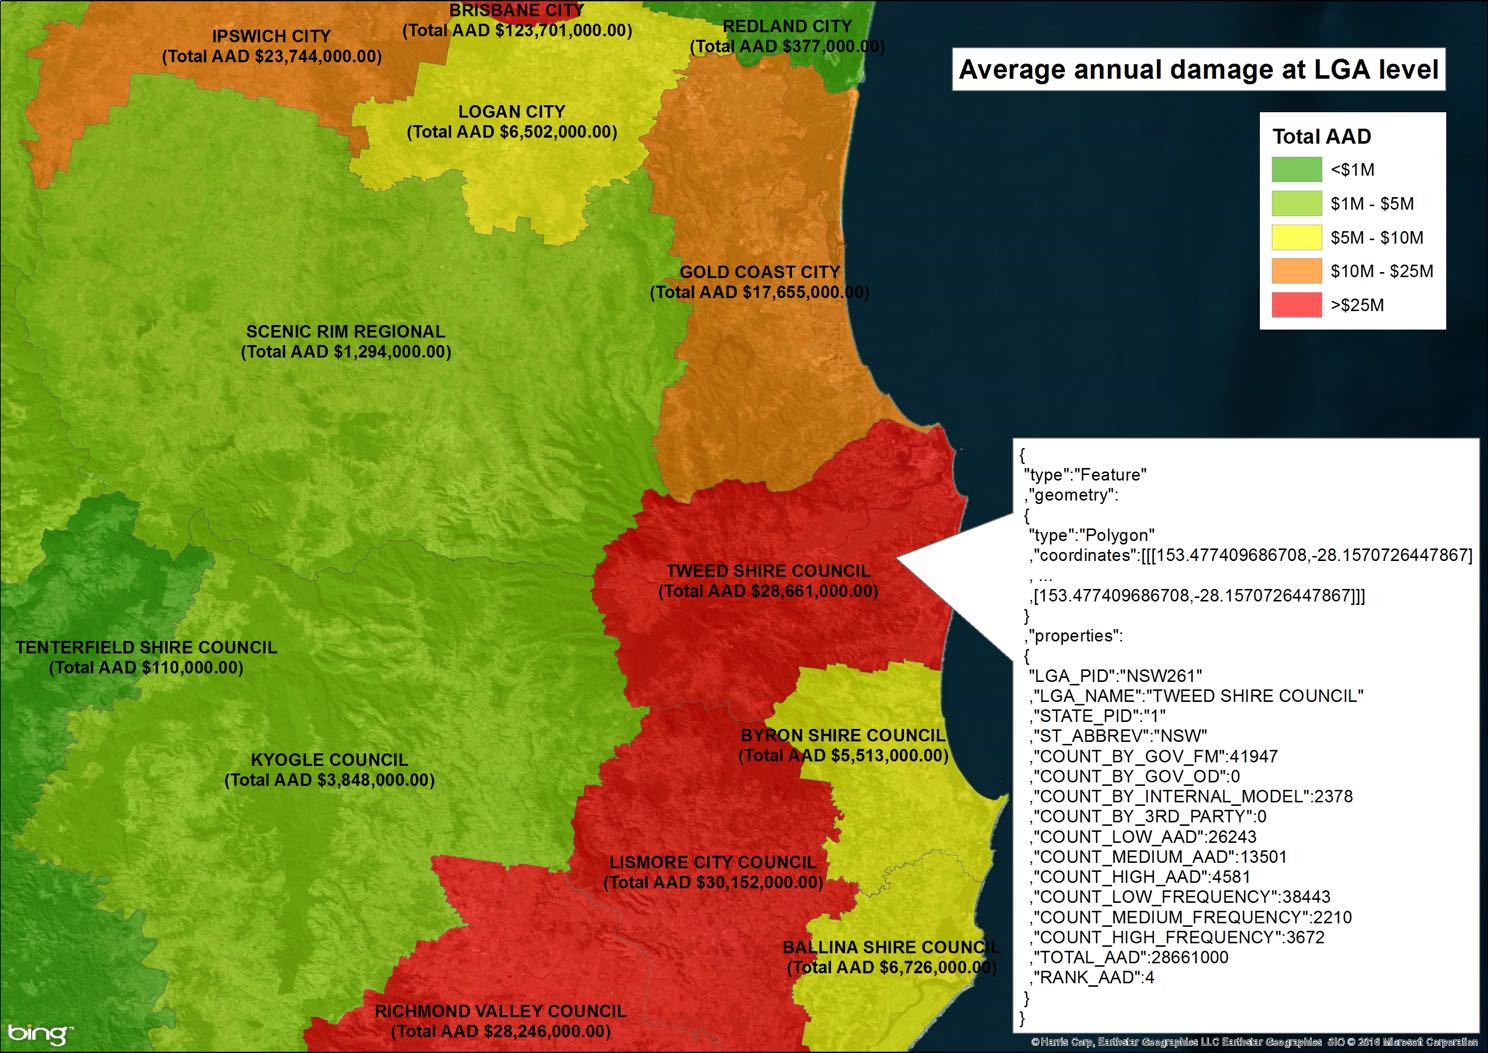 BRISBANE CITY
(Total AAD $123,701,000.00)
IPSWICH CITY
(Total AAD $23,744,000.00)
REDLAND CITY
(Total AAD $377,000.00)
Average annual damage at LGA level
LOGAN CITY
(Total AAD $6,502,000.00)
Total AAD
<$1M
$1M - $5M
$5M - $10M
$10M - $25M
>$25M
GOLD COAST CITY
(Total AAD $17,655,000.00)
SCENIC RIM REGIONAL
(Total AAD $1,294,000.00)
TWEED SHIRE COUNCIL
(Total AAD $28,661,000.00)
TENTERFIELD SHIRE COUNCIL
(Total AAD $110,000.00)
BYRON SHIRE COUNCIL
(Total AAD $5,513,000.00)
KYOGLE COUNCIL
(Total AAD $3,848,000.00)
LISMORE CITY COUNCIL
(Total AAD $30,152,000.00)
BALLINA SHIRE COUNCIL
(Total AAD $6,726,000.00)
RICHMOND VALLEY COUNCIL
(Total AAD $28,246,000.00)
{
"type":"Feature"
,"geometry":
{
"type":"Polygon"
,"coordinates":[[[153.477409686708,-28.1570726447867]
, ...
,[153.477409686708,-28.1570726447867]]]
}
,"properties":
{
"LGA_PID":"NSW261"
,"LGA_NAME":"TWEED SHIRE COUNCIL"
,"STATE_PID":"1"
,"ST_ABBREV":"NSW"
,"COUNT_BY_GOV_FM":41947
,"COUNT_BY_GOV_OD":0
,"COUNT_BY_INTERNAL_MODEL":2378
,"COUNT_BY_3RD_PARTY":0
,"COUNT_LOW_AAD":26243
,"COUNT_MEDIUM_AAD":13501
,"COUNT_HIGH_AAD":4581
,"COUNT_LOW_FREQUENCY":38443
,"COUNT_MEDIUM_FREQUENCY":2210
,"COUNT_HIGH_FREQUENCY":3672
,"TOTAL_AAD":28661000
,"RANK_AAD":4
}
}
bing™
© Harris Corp, Earthstar Geographics LLC Earthstar Geographics SIO © 2016 Microsoft Corporation